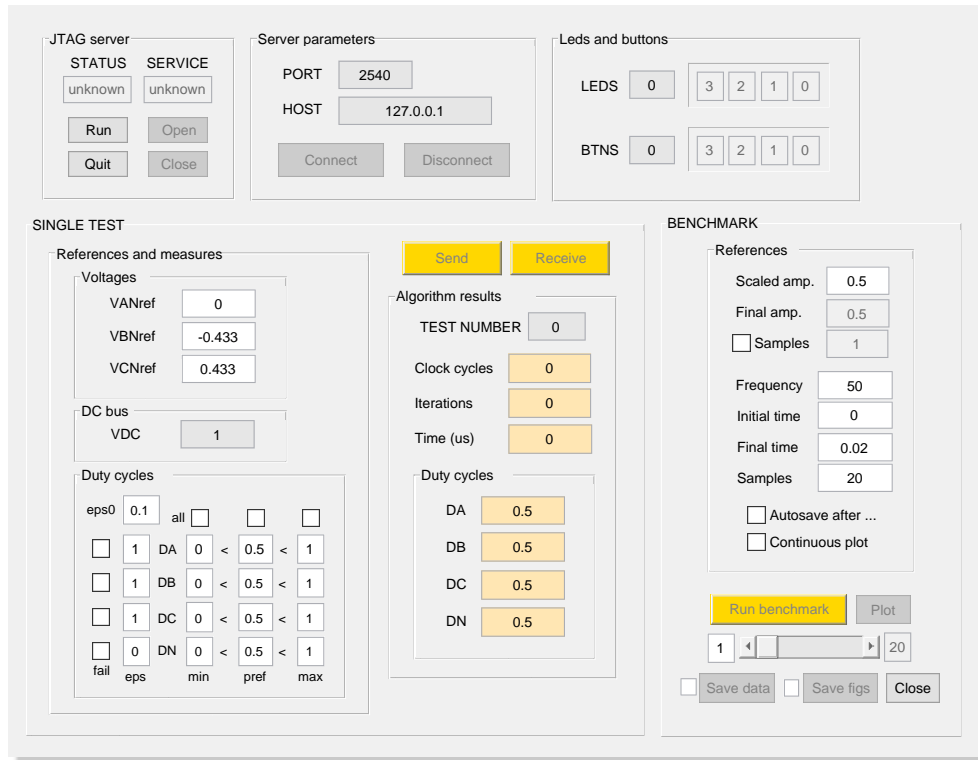 JTAG server
STATUS SERVICE
unknown unknown
Run Open
Quit Close
Server parameters
PORT 2540
HOST 127.0.0.1
Connect Disconnect
Leds and buttons
LEDS 0 3 2 1 0
BTNS 0 3 2 1 0
SINGLE TEST
References and measures
Voltages
VANref 0
VBNref -0.433
VCNref 0.433
DC bus
VDC 1
Duty cycles
eps0 0.1 all
1 DA 0 < 0.5 < 1
1 DB 0 < 0.5 < 1
1 DC 0 < 0.5 < 1
0 DN 0 < 0.5 < 1
fail eps min pref max
Send Receive
Algorithm results
TEST NUMBER 0
Clock cycles 0
Iterations 0
Time (us) 0
Duty cycles
DA 0.5
DB 0.5
DC 0.5
DN 0.5
BENCHMARK
References
Scaled amp. 0.5
Final amp. 0.5
Samples 1
Frequency 50
Initial time 0
Final time 0.02
Samples 20
Autosave after ...
Continuous plot
Run benchmark Plot
1 20
Save data Save figs Close